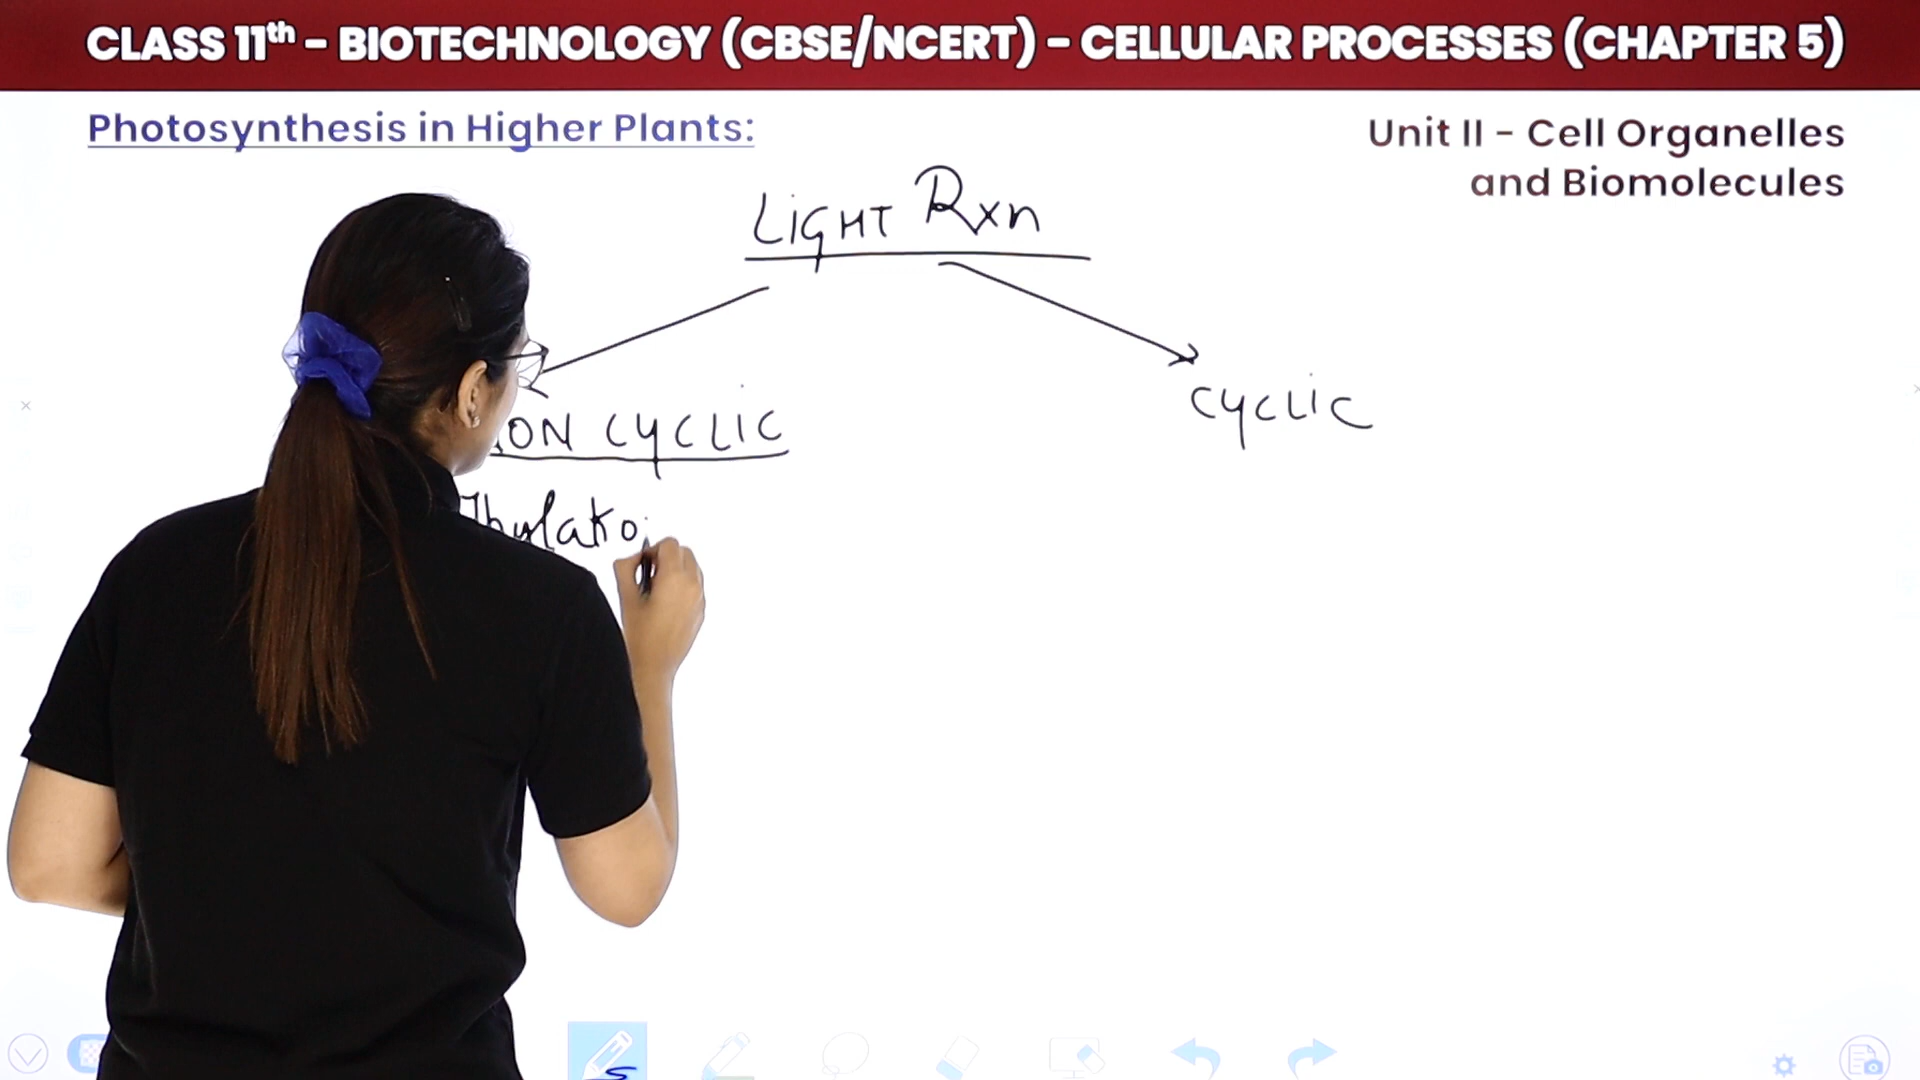 CLASS 11th – BIOTECHNOLOGY (CBSE/NCERT) – CELLULAR PROCESSES (CHAPTER 5)
Photosynthesis in Higher Plants:
Unit II – Cell Organelles
and Biomolecules
LIGHT Rxn
CYCLIC
ON CYCLIC
Thylako